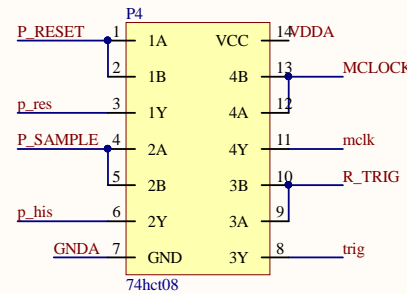 P4
P_RESET 1 1A VCC 14 VDDA
2 1B 4B 13 MCLOCK
p_res 3 1Y 4A 12
P_SAMPLE 4 2A 4Y 11 mclk
5 2B 3B 10 R_TRIG
p_his 6 2Y 3A 9
GNDA 7 GND 3Y 8 trig
74hct08